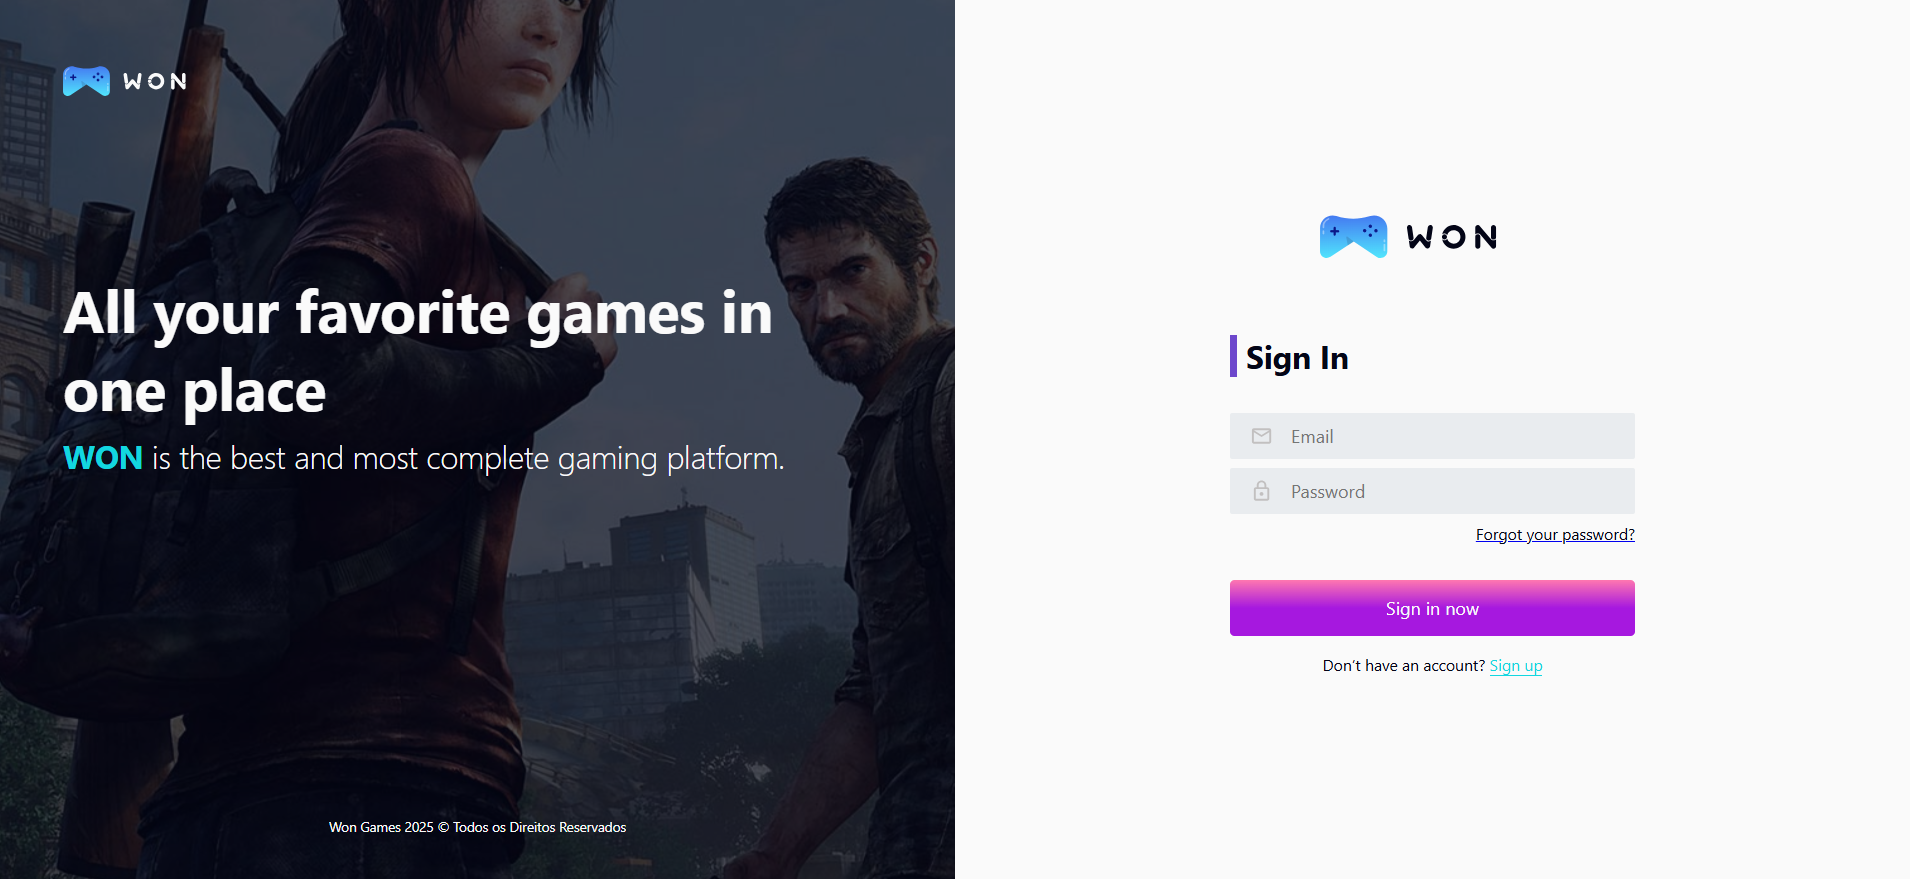 WON
All your favorite games in
one place
WON is the best and most complete gaming platform.
Won Games 2025 © Todos os Direitos Reservados
WON
Sign In
Email
Password
Forgot your password?
Sign in now
Don't have an account? Sign up